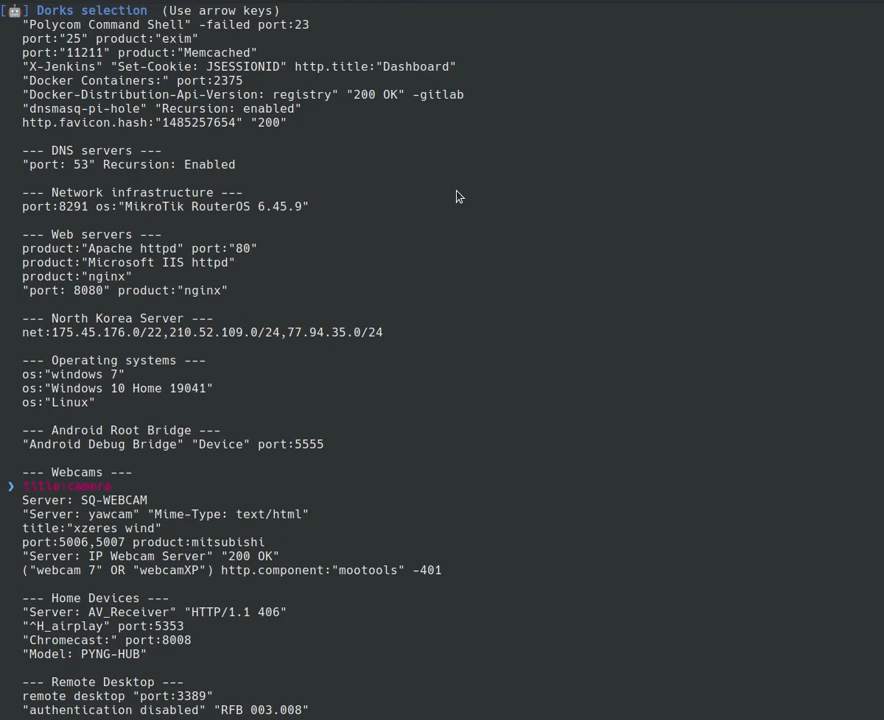 [🤖] Dorks selection (Use arrow keys)
"Polycom Command Shell" -failed port:23
port:"25" product:"exim"
port:"11211" product:"Memcached"
"X-Jenkins" "Set-Cookie: JSESSIONID" http.title:"Dashboard"
"Docker Containers:" port:2375
"Docker-Distribution-Api-Version: registry" "200 OK" -gitlab
"dnsmasq-pi-hole" "Recursion: enabled"
http.favicon.hash:"1485257654" "200"
--- DNS servers ---
"port: 53" Recursion: Enabled
--- Network infrastructure ---
port:8291 os:"MikroTik RouterOS 6.45.9"
--- Web servers ---
product:"Apache httpd" port:"80"
product:"Microsoft IIS httpd"
product:"nginx"
"port: 8080" product:"nginx"
--- North Korea Server ---
net:175.45.176.0/22,210.52.109.0/24,77.94.35.0/24
--- Operating systems ---
os:"windows 7"
os:"Windows 10 Home 19041"
os:"Linux"
--- Android Root Bridge ---
"Android Debug Bridge" "Device" port:5555
--- Webcams ---
❯ title:camera
Server: SQ-WEBCAM
"Server: yawcam" "Mime-Type: text/html"
title:"xzeres wind"
port:5006,5007 product:mitsubishi
"Server: IP Webcam Server" "200 OK"
("webcam 7" OR "webcamXP") http.component:"mootools" -401
--- Home Devices ---
"Server: AV_Receiver" "HTTP/1.1 406"
"^H_airplay" port:5353
"Chromecast:" port:8008
"Model: PYNG-HUB"
--- Remote Desktop ---
remote desktop "port:3389"
"authentication disabled" "RFB 003.008"